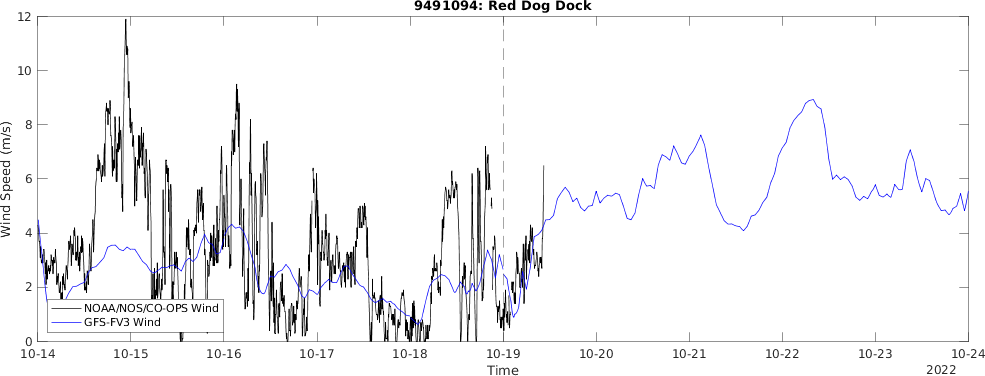 9491094: Red Dog Dock
Wind Speed (m/s)
12
10
8
6
4
2
0
NOAA/NOS/CO-OPS Wind
GFS-FV3 Wind
10-14 10-15 10-16 10-17 10-18 10-19 10-20 10-21 10-22 10-23 10-24
Time
2022